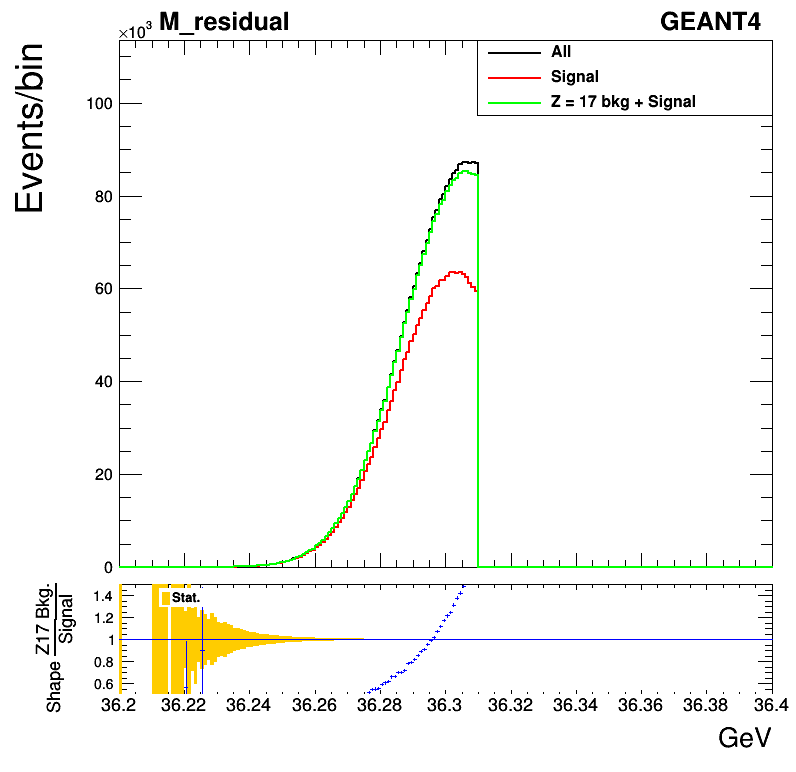 ×10³ M_residual GEANT4
Events/bin
All
Signal
Z = 17 bkg + Signal
100
80
60
40
20
0
Shape Z17 Bkg. / Signal
Stat.
1.4
1.2
1
0.8
0.6
36.2 36.22 36.24 36.26 36.28 36.3 36.32 36.34 36.36 36.38 36.4
GeV